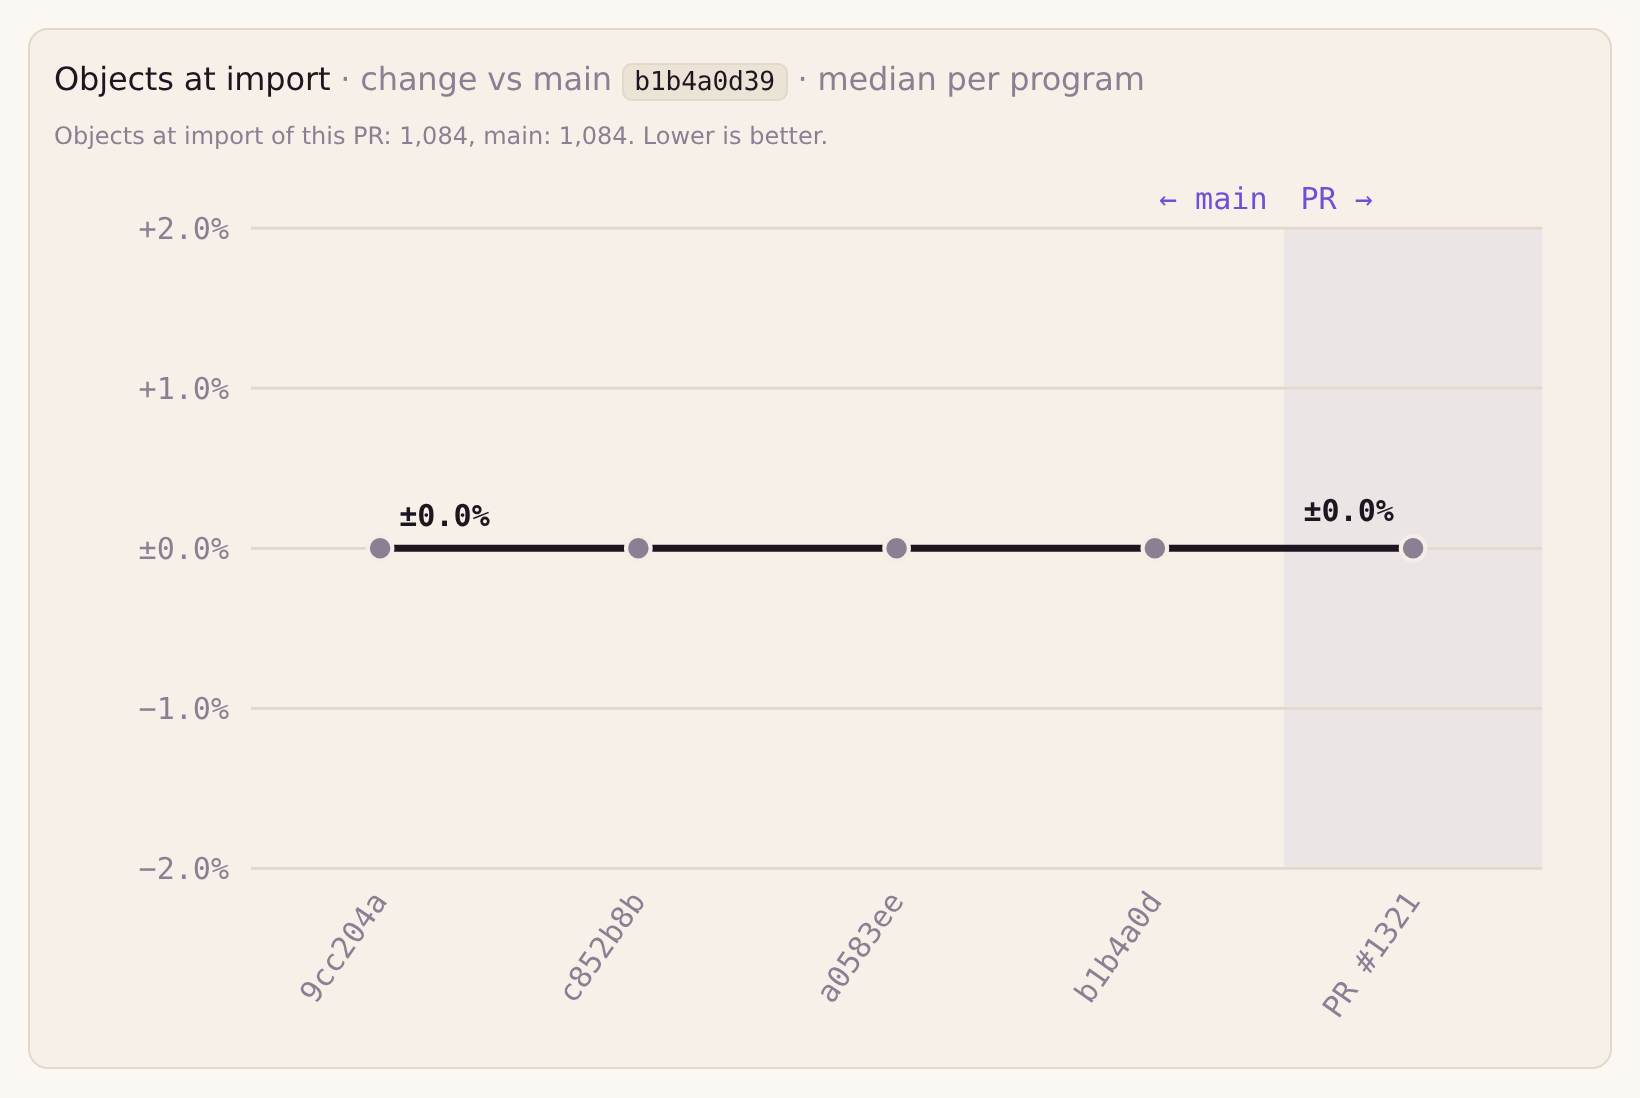 Objects at import · change vs main b1b4a0d39 · median per program
Objects at import of this PR: 1,084, main: 1,084. Lower is better.
← main PR →
+2.0%
+1.0%
±0.0%
−1.0%
−2.0%
±0.0%
±0.0%
9cc204a
c852b8b
a0583ee
b1b4a0d
PR #1321